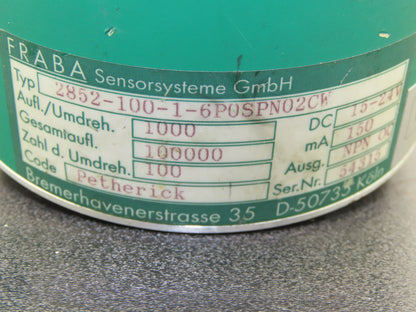 FRABA Sensorsysteme GmbH
Typ 2852-100-1-6P0SPN02CW
Aufl./Umdreh. 1000 DC 15-24V
Gesamtaufl. 100000 mA 150
Zahl d. Umdreh. 100 Ausg. NPN OC
Code Petherick Ser.Nr. 54313
Bremerhavenerstrasse 35 D-50735 Köln